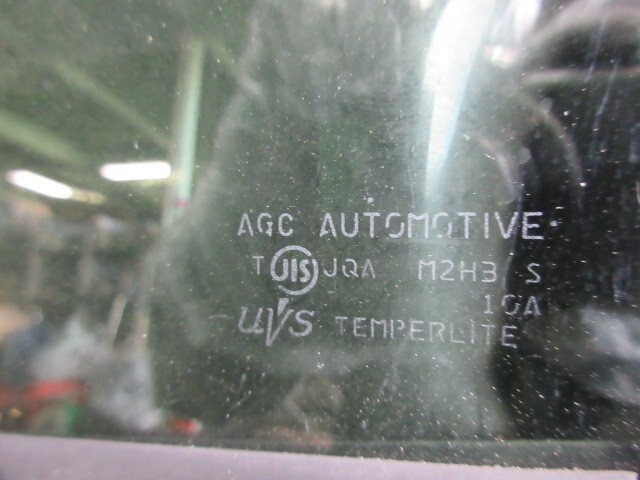 AGC AUTOMOTIVE
T JIS JQA M2H3 S
10A
UVS TEMPERLITE